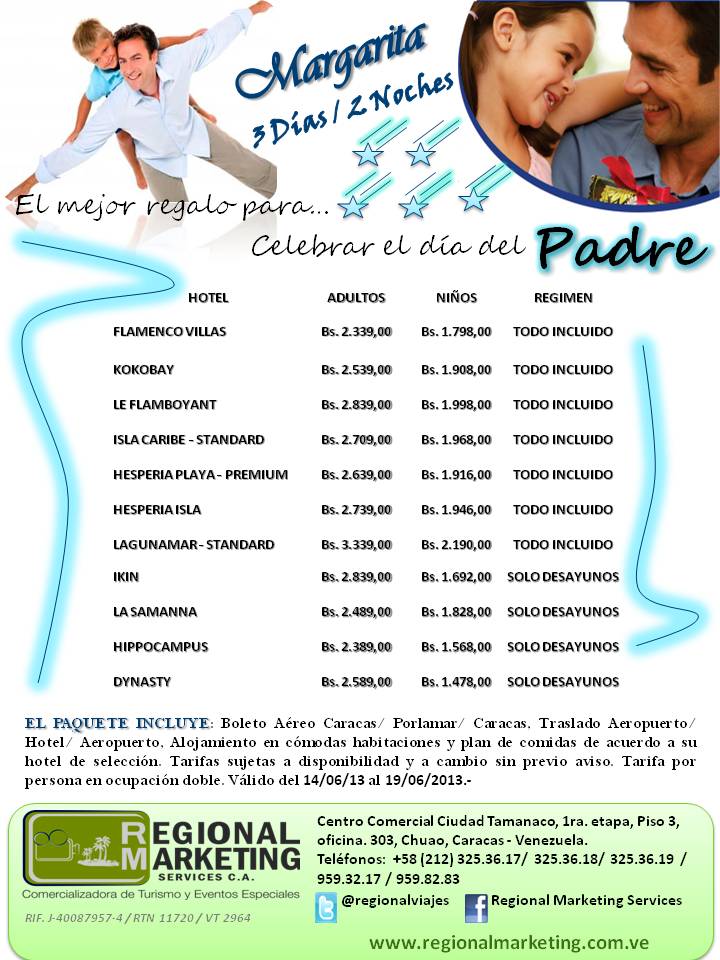 Margarita
3 Días / 2 Noches
El mejor regalo para...
Celebrar el día del Padre
HOTEL ADULTOS NIÑOS REGIMEN
FLAMENCO VILLAS Bs. 2.339,00 Bs. 1.798,00 TODO INCLUIDO
KOKOBAY Bs. 2.539,00 Bs. 1.908,00 TODO INCLUIDO
LE FLAMBOYANT Bs. 2.839,00 Bs. 1.998,00 TODO INCLUIDO
ISLA CARIBE - STANDARD Bs. 2.709,00 Bs. 1.968,00 TODO INCLUIDO
HESPERIA PLAYA - PREMIUM Bs. 2.639,00 Bs. 1.916,00 TODO INCLUIDO
HESPERIA ISLA Bs. 2.739,00 Bs. 1.946,00 TODO INCLUIDO
LAGUNAMAR- STANDARD Bs. 3.339,00 Bs. 2.190,00 TODO INCLUIDO
IKIN Bs. 2.839,00 Bs. 1.692,00 SOLO DESAYUNOS
LA SAMANNA Bs. 2.489,00 Bs. 1.828,00 SOLO DESAYUNOS
HIPPOCAMPUS Bs. 2.389,00 Bs. 1.568,00 SOLO DESAYUNOS
DYNASTY Bs. 2.589,00 Bs. 1.478,00 SOLO DESAYUNOS
EL PAQUETE INCLUYE: Boleto Aéreo Caracas/ Porlamar/ Caracas, Traslado Aeropuerto/
Hotel/ Aeropuerto, Alojamiento en cómodas habitaciones y plan de comidas de acuerdo a su
hotel de selección. Tarifas sujetas a disponibilidad y a cambio sin previo aviso. Tarifa por
persona en ocupación doble. Válido del 14/06/13 al 19/06/2013.-
REGIONAL
MARKETING
SERVICES C.A.
Comercializadora de Turismo y Eventos Especiales
RIF. J-40087957-4 / RTN 11720 / VT 2964
Centro Comercial Ciudad Tamanaco, 1ra. etapa, Piso 3,
oficina. 303, Chuao, Caracas - Venezuela.
Teléfonos: +58 (212) 325.36.17/ 325.36.18/ 325.36.19 /
959.32.17 / 959.82.83
@regionalviajes Regional Marketing Services
www.regionalmarketing.com.ve